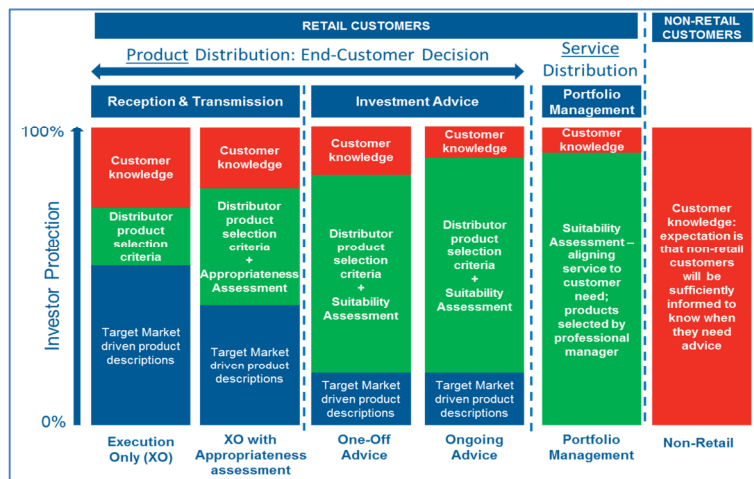 RETAIL CUSTOMERS
NON-RETAIL
CUSTOMERS
Product Distribution: End-Customer Decision
Service
Distribution
Reception & Transmission
Investment Advice
Portfolio
Management
100%
Investor Protection
0%
Customer
knowledge
Distributor
product
selection
criteria
Target Market
driven product
descriptions
Execution
Only (XO)
Customer
knowledge
Distributor
product
selection
criteria
+
Appropriateness
Assessment
Target Market
driven product
descriptions
XO with
Appropriateness
assessment
Customer
knowledge
Distributor
product
selection
criteria
+
Suitability
Assessment
Target Market
driven product
descriptions
One-Off
Advice
Customer
knowledge
Distributor
product
selection
criteria
+
Suitability
Assessment
Target Market
driven product
descriptions
Ongoing
Advice
Customer
knowledge
Suitability
Assessment –
aligning service
to customer
need;
products
selected by
professional
manager
Portfolio
Management
Customer
knowledge:
expectation is
that non-retail
customers
will be
sufficiently
informed to
know when
they need
advice
Non-Retail